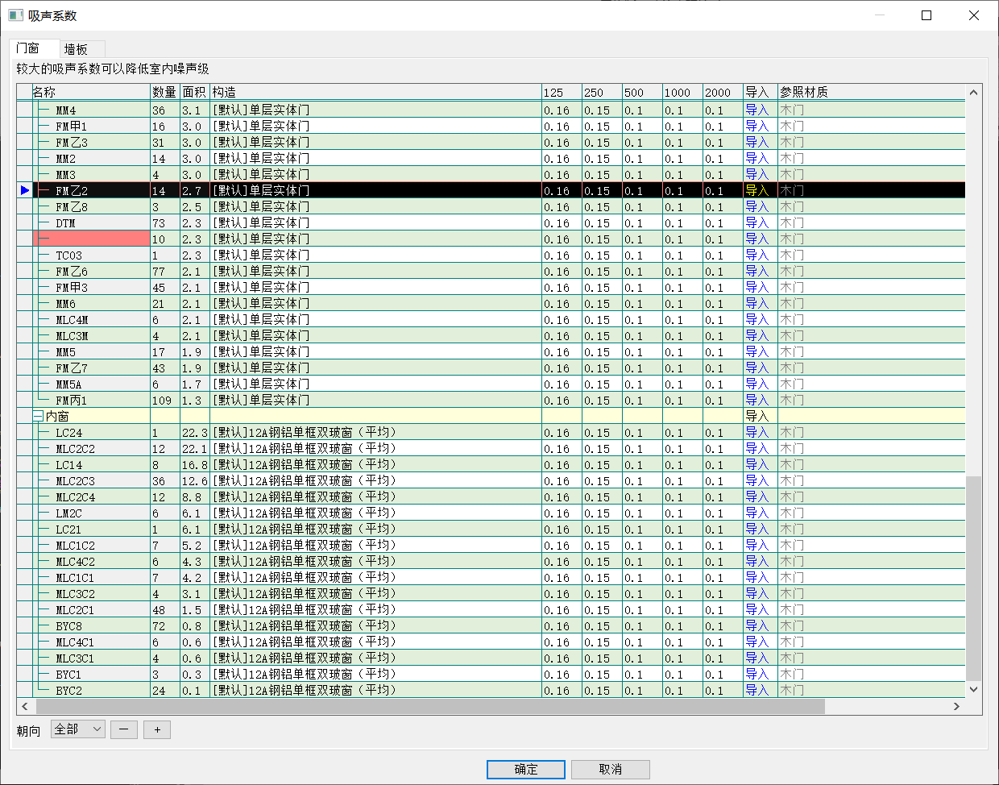 吸声系数
门窗 墙板
较大的吸声系数可以降低室内噪声级
名称 数量 面积 构造 125 250 500 1000 2000 导入 参照材质
MM4 36 3.1 [默认]单层实体门 0.16 0.15 0.1 0.1 0.1 导入 木门
FM甲1 16 3.0 [默认]单层实体门 0.16 0.15 0.1 0.1 0.1 导入 木门
FM乙3 31 3.0 [默认]单层实体门 0.16 0.15 0.1 0.1 0.1 导入 木门
MM2 14 3.0 [默认]单层实体门 0.16 0.15 0.1 0.1 0.1 导入 木门
MM3 4 3.0 [默认]单层实体门 0.16 0.15 0.1 0.1 0.1 导入 木门
FM乙2 14 2.7 [默认]单层实体门 0.16 0.15 0.1 0.1 0.1 导入 木门
FM乙8 3 2.5 [默认]单层实体门 0.16 0.15 0.1 0.1 0.1 导入 木门
DTM 73 2.3 [默认]单层实体门 0.16 0.15 0.1 0.1 0.1 导入 木门
10 2.3 [默认]单层实体门 0.16 0.15 0.1 0.1 0.1 导入 木门
TC03 1 2.3 [默认]单层实体门 0.16 0.15 0.1 0.1 0.1 导入 木门
FM乙6 77 2.1 [默认]单层实体门 0.16 0.15 0.1 0.1 0.1 导入 木门
FM甲3 45 2.1 [默认]单层实体门 0.16 0.15 0.1 0.1 0.1 导入 木门
MM6 21 2.1 [默认]单层实体门 0.16 0.15 0.1 0.1 0.1 导入 木门
MLC4M 6 2.1 [默认]单层实体门 0.16 0.15 0.1 0.1 0.1 导入 木门
MLC3M 4 2.1 [默认]单层实体门 0.16 0.15 0.1 0.1 0.1 导入 木门
MM5 17 1.9 [默认]单层实体门 0.16 0.15 0.1 0.1 0.1 导入 木门
FM乙7 43 1.9 [默认]单层实体门 0.16 0.15 0.1 0.1 0.1 导入 木门
MM5A 6 1.7 [默认]单层实体门 0.16 0.15 0.1 0.1 0.1 导入 木门
FM丙1 109 1.3 [默认]单层实体门 0.16 0.15 0.1 0.1 0.1 导入 木门
内窗 导入
LC24 1 22.3 [默认]12A钢铝单框双玻窗（平均） 0.16 0.15 0.1 0.1 0.1 导入 木门
MLC2C2 12 22.1 [默认]12A钢铝单框双玻窗（平均） 0.16 0.15 0.1 0.1 0.1 导入 木门
LC14 8 16.8 [默认]12A钢铝单框双玻窗（平均） 0.16 0.15 0.1 0.1 0.1 导入 木门
MLC2C3 36 12.6 [默认]12A钢铝单框双玻窗（平均） 0.16 0.15 0.1 0.1 0.1 导入 木门
MLC2C4 12 8.8 [默认]12A钢铝单框双玻窗（平均） 0.16 0.15 0.1 0.1 0.1 导入 木门
LM2C 6 6.1 [默认]12A钢铝单框双玻窗（平均） 0.16 0.15 0.1 0.1 0.1 导入 木门
LC21 1 6.1 [默认]12A钢铝单框双玻窗（平均） 0.16 0.15 0.1 0.1 0.1 导入 木门
MLC1C2 7 5.2 [默认]12A钢铝单框双玻窗（平均） 0.16 0.15 0.1 0.1 0.1 导入 木门
MLC4C2 6 4.3 [默认]12A钢铝单框双玻窗（平均） 0.16 0.15 0.1 0.1 0.1 导入 木门
MLC1C1 7 4.2 [默认]12A钢铝单框双玻窗（平均） 0.16 0.15 0.1 0.1 0.1 导入 木门
MLC3C2 4 3.1 [默认]12A钢铝单框双玻窗（平均） 0.16 0.15 0.1 0.1 0.1 导入 木门
MLC2C1 48 1.5 [默认]12A钢铝单框双玻窗（平均） 0.16 0.15 0.1 0.1 0.1 导入 木门
BYC8 72 0.8 [默认]12A钢铝单框双玻窗（平均） 0.16 0.15 0.1 0.1 0.1 导入 木门
MLC4C1 6 0.6 [默认]12A钢铝单框双玻窗（平均） 0.16 0.15 0.1 0.1 0.1 导入 木门
MLC3C1 4 0.6 [默认]12A钢铝单框双玻窗（平均） 0.16 0.15 0.1 0.1 0.1 导入 木门
BYC1 3 0.3 [默认]12A钢铝单框双玻窗（平均） 0.16 0.15 0.1 0.1 0.1 导入 木门
BYC2 24 0.1 [默认]12A钢铝单框双玻窗（平均） 0.16 0.15 0.1 0.1 0.1 导入 木门
朝向 全部 － +
确定 取消